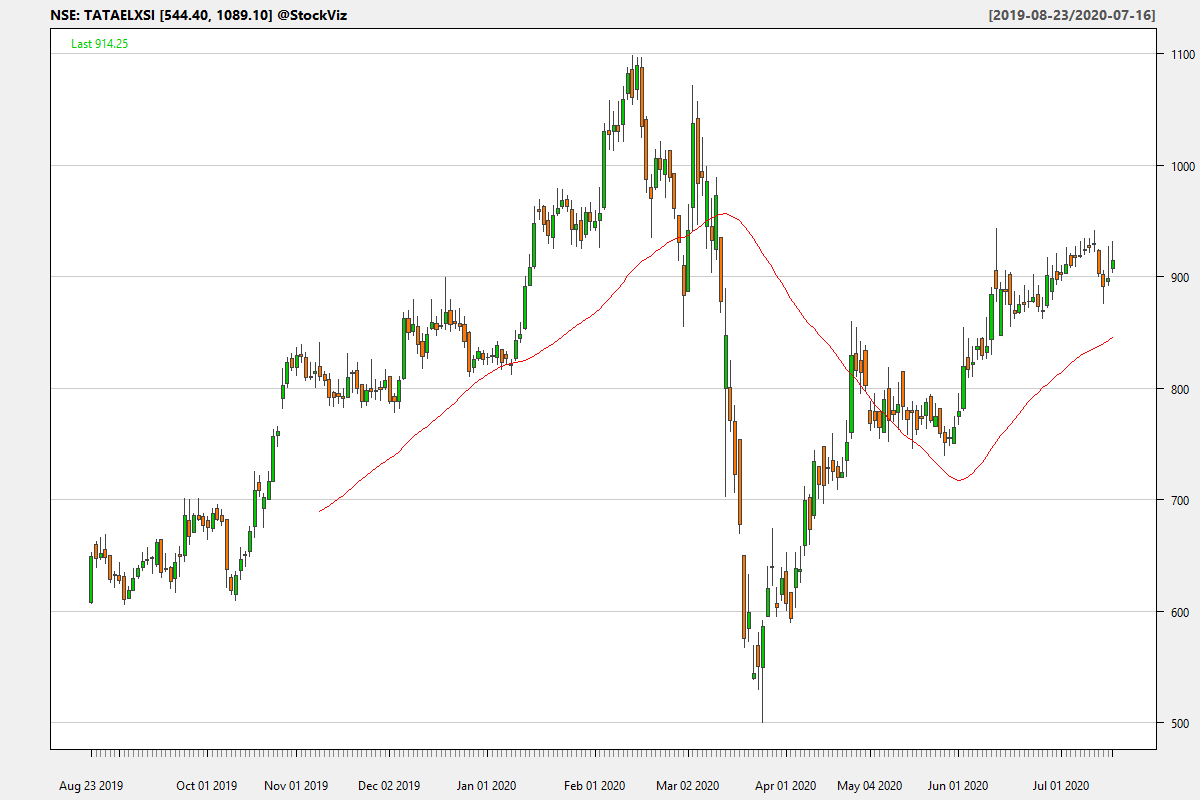 NSE: TATAELXSI [544.40, 1089.10] @StockViz
[2019-08-23/2020-07-16]
Last 914.25
1100
1000
900
800
700
600
500
Aug 23 2019 Oct 01 2019 Nov 01 2019 Dec 02 2019 Jan 01 2020 Feb 01 2020 Mar 02 2020 Apr 01 2020 May 04 2020 Jun 01 2020 Jul 01 2020